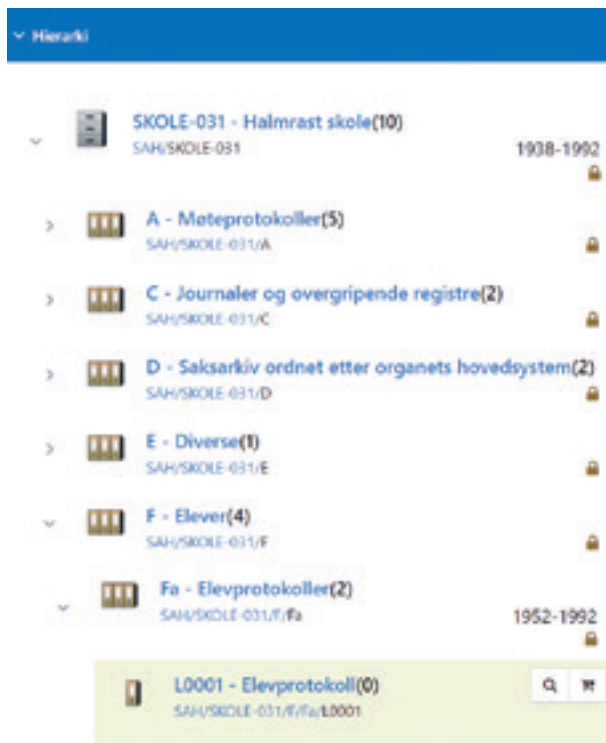 Hierarki
SKOLE-031 - Halmrast skole(10)
SAH/SKOLE-031
1938-1992
A - Møteprotokoller(5)
SAH/SKOLE-031/A
C - Journaler og overgripende registre(2)
SAH/SKOLE-031/C
D - Saksarkiv ordnet etter organets hovedsystem(2)
SAH/SKOLE-031/D
E - Diverse(1)
SAH/SKOLE-031/E
F - Elever(4)
SAH/SKOLE-031/F
Fa - Elevprotokoller(2)
SAH/SKOLE-031/F/Fa
1952-1992
L0001 - Elevprotokoll(0)
SAH/SKOLE-031/F/Fa/L0001